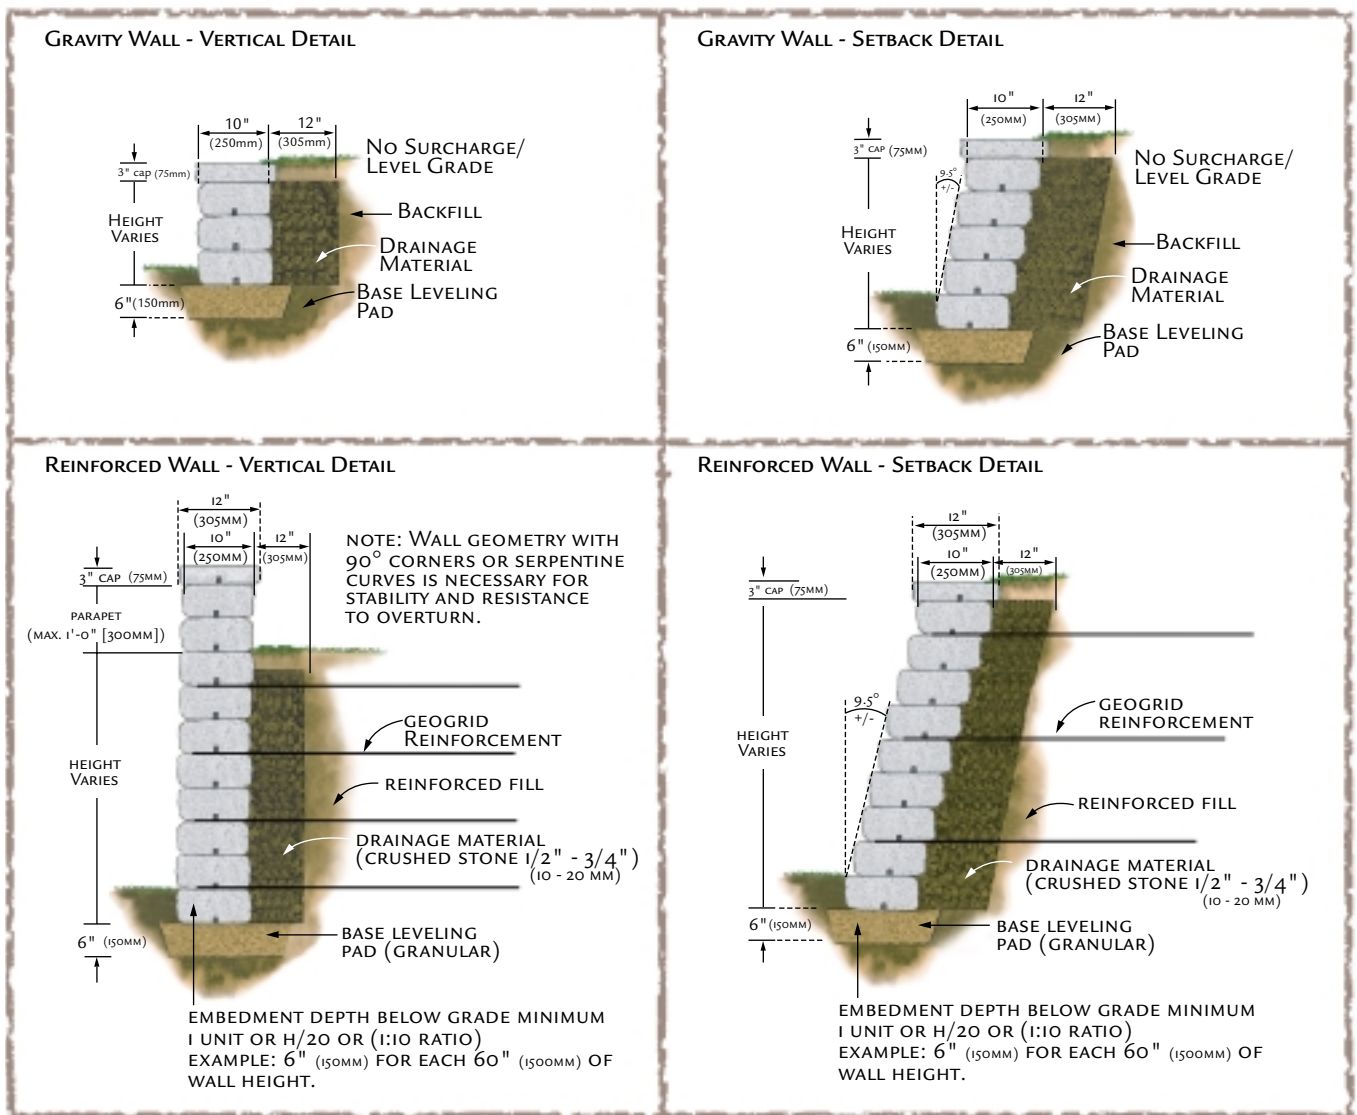 Gravity Wall - Vertical Detail
10"
(250mm)
12"
(305mm)
3" cap (75mm)
No Surcharge/
Level Grade
Height
Varies
Backfill
Drainage
Material
6"(150mm)
Base Leveling
Pad
Gravity Wall - Setback Detail
10"
(250mm)
12"
(305mm)
3" cap (75mm)
9.5°
+/-
No Surcharge/
Level Grade
Height
Varies
Backfill
Drainage
Material
6" (150mm)
Base Leveling
Pad
Reinforced Wall - Vertical Detail
12"
(305mm)
10"
(250mm)
12"
(305mm)
note: Wall geometry with
90° corners or serpentine
curves is necessary for
stability and resistance
to overturn.
3" cap (75mm)
parapet
(max. 1'-0" [300mm])
geogrid
Reinforcement
height
Varies
reinforced fill
drainage material
(crushed stone 1/2" - 3/4")
(10 - 20 mm)
6" (150mm)
base leveling
pad (granular)
embedment depth below grade minimum
1 unit or h/20 or (1:10 ratio)
example: 6" (150mm) for each 60" (1500mm) of
wall height.
Reinforced Wall - Setback Detail
12"
(305mm)
10"
(250mm)
12"
(305mm)
3" cap (75mm)
9.5°
+/-
geogrid
reinforcement
height
Varies
reinforced fill
drainage material
(crushed stone 1/2" - 3/4")
(10 - 20 mm)
6" (150mm)
base leveling
pad (granular)
embedment depth below grade minimum
1 unit or h/20 or (1:10 ratio)
example: 6" (150mm) for each 60" (1500mm) of
wall height.